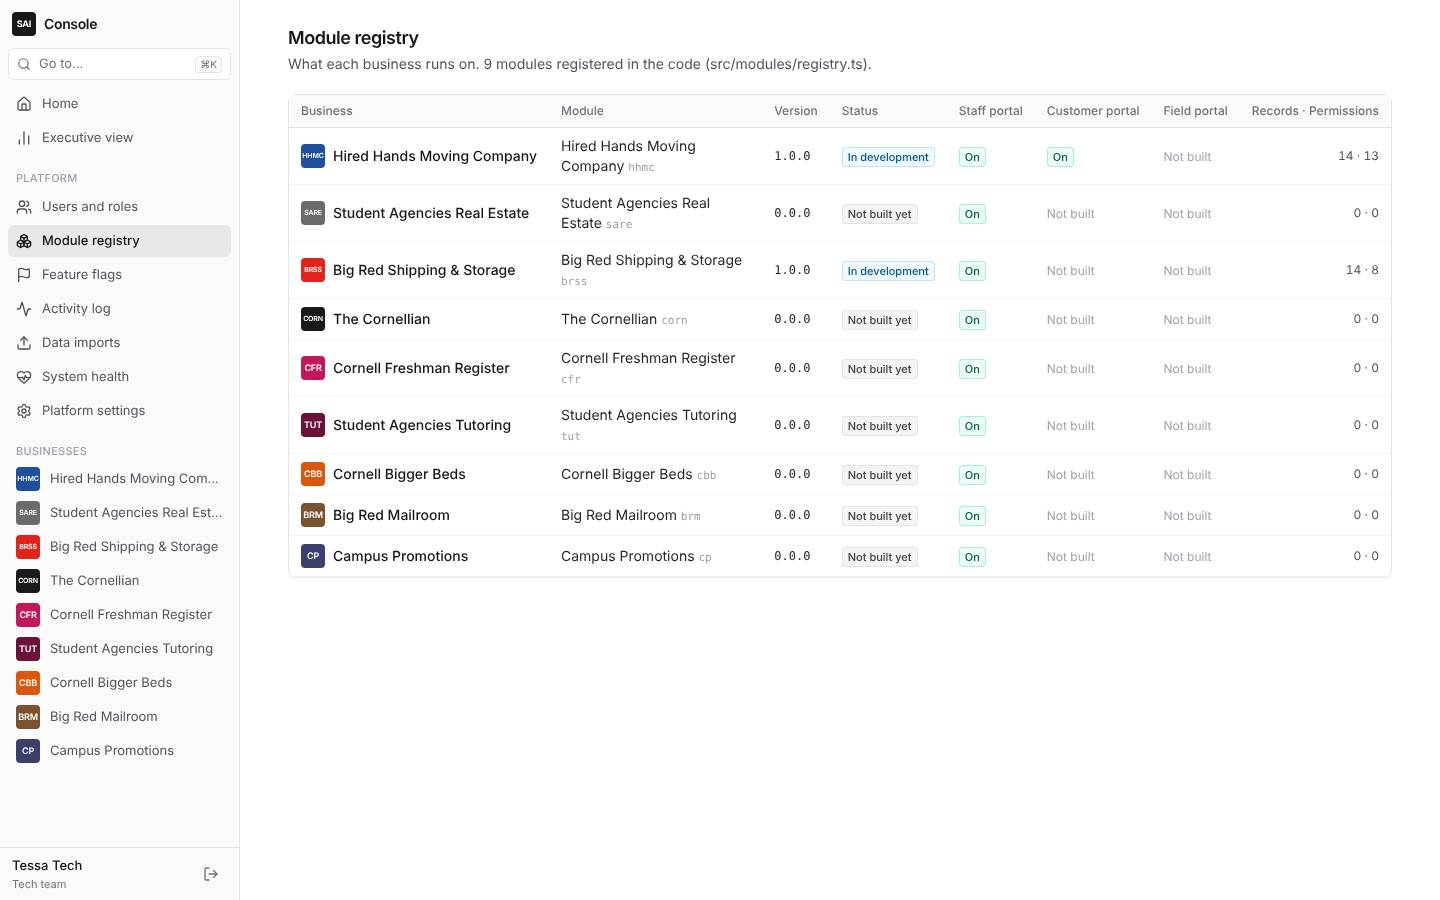 SAI Console
Go to... ⌘K
Home
Executive view
PLATFORM
Users and roles
Module registry
Feature flags
Activity log
Data imports
System health
Platform settings
BUSINESSES
HHMC Hired Hands Moving Com...
SARE Student Agencies Real Est...
BRSS Big Red Shipping & Storage
CORN The Cornellian
CFR Cornell Freshman Register
TUT Student Agencies Tutoring
CBB Cornell Bigger Beds
BRM Big Red Mailroom
CP Campus Promotions
Tessa Tech
Tech team
Module registry
What each business runs on. 9 modules registered in the code (src/modules/registry.ts).
Business Module Version Status Staff portal Customer portal Field portal Records · Permissions
HHMC Hired Hands Moving Company Hired Hands Moving Company hhmc 1.0.0 In development On On Not built 14 · 13
SARE Student Agencies Real Estate Student Agencies Real Estate sare 0.0.0 Not built yet On Not built Not built 0 · 0
BRSS Big Red Shipping & Storage Big Red Shipping & Storage brss 1.0.0 In development On Not built Not built 14 · 8
CORN The Cornellian The Cornellian corn 0.0.0 Not built yet On Not built Not built 0 · 0
CFR Cornell Freshman Register Cornell Freshman Register cfr 0.0.0 Not built yet On Not built Not built 0 · 0
TUT Student Agencies Tutoring Student Agencies Tutoring tut 0.0.0 Not built yet On Not built Not built 0 · 0
CBB Cornell Bigger Beds Cornell Bigger Beds cbb 0.0.0 Not built yet On Not built Not built 0 · 0
BRM Big Red Mailroom Big Red Mailroom brm 0.0.0 Not built yet On Not built Not built 0 · 0
CP Campus Promotions Campus Promotions cp 0.0.0 Not built yet On Not built Not built 0 · 0